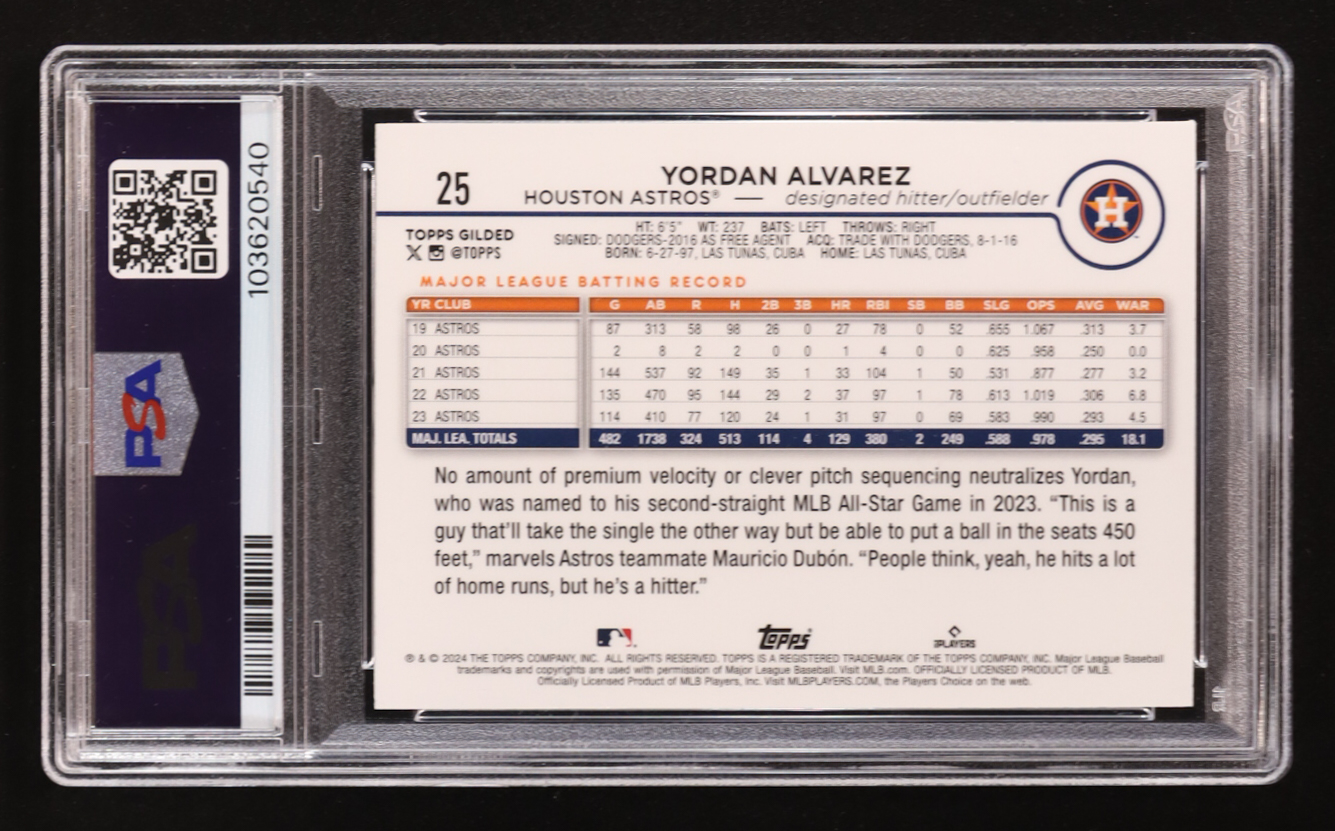 103620540
PSA
PSA
25
YORDAN ALVAREZ
HOUSTON ASTROS® — designated hitter/outfielder
H
TOPPS GILDED
@TOPPS
HT: 6'5" WT: 237 BATS: LEFT THROWS: RIGHT
SIGNED: DODGERS-2016 AS FREE AGENT ACQ: TRADE WITH DODGERS, 8-1-16
BORN: 6-27-97, LAS TUNAS, CUBA HOME: LAS TUNAS, CUBA
MAJOR LEAGUE BATTING RECORD
YR CLUB G AB R H 2B 3B HR RBI SB BB SLG OPS AVG WAR
19 ASTROS 87 313 58 98 26 0 27 78 0 52 .655 1.067 .313 3.7
20 ASTROS 2 8 2 2 0 0 1 4 0 0 .625 .958 .250 0.0
21 ASTROS 144 537 92 149 35 1 33 104 1 50 .531 .877 .277 3.2
22 ASTROS 135 470 95 144 29 2 37 97 1 78 .613 1.019 .306 6.8
23 ASTROS 114 410 77 120 24 1 31 97 0 69 .583 .990 .293 4.5
MAJ. LEA. TOTALS 482 1738 324 513 114 4 129 380 2 249 .588 .978 .295 18.1
No amount of premium velocity or clever pitch sequencing neutralizes Yordan,
who was named to his second-straight MLB All-Star Game in 2023. “This is a
guy that'll take the single the other way but be able to put a ball in the seats 450
feet,” marvels Astros teammate Mauricio Dubón. “People think, yeah, he hits a lot
of home runs, but he's a hitter.”
Topps
PLAYERS
® & © 2024 THE TOPPS COMPANY, INC. ALL RIGHTS RESERVED. TOPPS IS A REGISTERED TRADEMARK OF THE TOPPS COMPANY, INC. Major League Baseball
trademarks and copyrights are used with permission of Major League Baseball. Visit MLB.com. OFFICIALLY LICENSED PRODUCT OF MLB.
Officially Licensed Product of MLB Players, Inc. Visit MLBPLAYERS.COM, the Players Choice on the web.
PSA